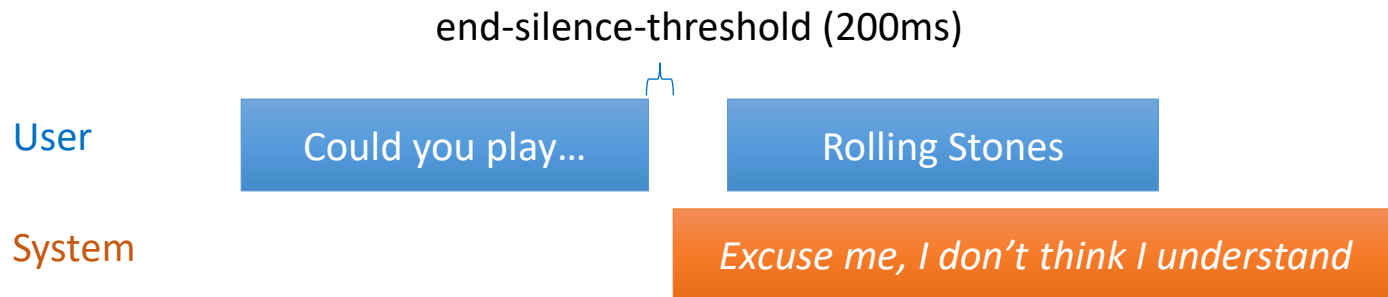 end-silence-threshold (200ms)
User
Could you play…
Rolling Stones
System
Excuse me, I don’t think I understand